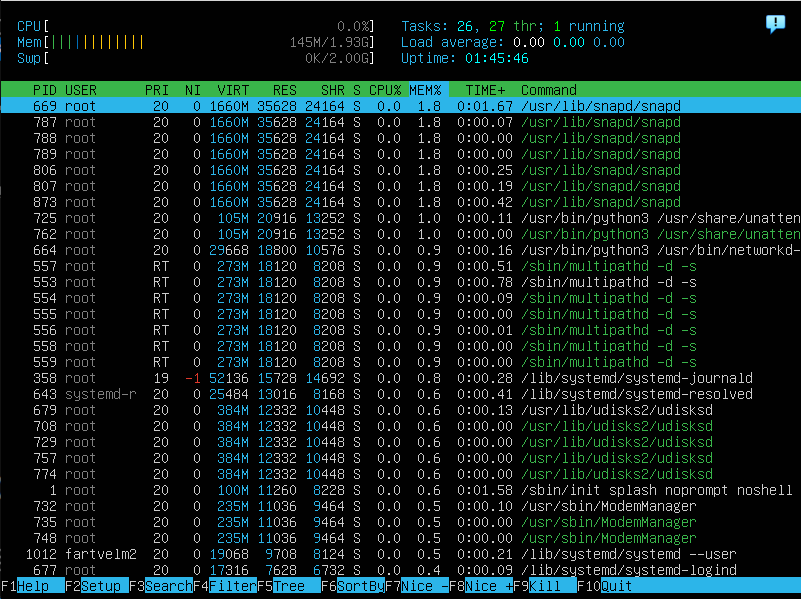 CPU[ 0.0%] Tasks: 26, 27 thr; 1 running
Mem[|||||||||||| 145M/1.93G] Load average: 0.00 0.00 0.00
Swp[ 0K/2.00G] Uptime: 01:45:46
PID USER PRI NI VIRT RES SHR S CPU% MEM% TIME+ Command
669 root 20 0 1660M 35628 24164 S 0.0 1.8 0:01.67 /usr/lib/snapd/snapd
787 root 20 0 1660M 35628 24164 S 0.0 1.8 0:00.07 /usr/lib/snapd/snapd
788 root 20 0 1660M 35628 24164 S 0.0 1.8 0:00.00 /usr/lib/snapd/snapd
789 root 20 0 1660M 35628 24164 S 0.0 1.8 0:00.00 /usr/lib/snapd/snapd
806 root 20 0 1660M 35628 24164 S 0.0 1.8 0:00.25 /usr/lib/snapd/snapd
807 root 20 0 1660M 35628 24164 S 0.0 1.8 0:00.19 /usr/lib/snapd/snapd
873 root 20 0 1660M 35628 24164 S 0.0 1.8 0:00.42 /usr/lib/snapd/snapd
725 root 20 0 105M 20916 13252 S 0.0 1.0 0:00.11 /usr/bin/python3 /usr/share/unatten
762 root 20 0 105M 20916 13252 S 0.0 1.0 0:00.00 /usr/bin/python3 /usr/share/unatten
664 root 20 0 29668 18800 10576 S 0.0 0.9 0:00.16 /usr/bin/python3 /usr/bin/networkd-
557 root RT 0 273M 18120 8208 S 0.0 0.9 0:00.51 /sbin/multipathd -d -s
553 root RT 0 273M 18120 8208 S 0.0 0.9 0:00.78 /sbin/multipathd -d -s
554 root RT 0 273M 18120 8208 S 0.0 0.9 0:00.09 /sbin/multipathd -d -s
555 root RT 0 273M 18120 8208 S 0.0 0.9 0:00.00 /sbin/multipathd -d -s
556 root RT 0 273M 18120 8208 S 0.0 0.9 0:00.01 /sbin/multipathd -d -s
558 root RT 0 273M 18120 8208 S 0.0 0.9 0:00.00 /sbin/multipathd -d -s
559 root RT 0 273M 18120 8208 S 0.0 0.9 0:00.00 /sbin/multipathd -d -s
358 root 19 -1 52136 15728 14692 S 0.0 0.8 0:00.28 /lib/systemd/systemd-journald
643 systemd-r 20 0 25484 13016 8168 S 0.0 0.6 0:00.41 /lib/systemd/systemd-resolved
679 root 20 0 384M 12332 10448 S 0.0 0.6 0:00.13 /usr/lib/udisks2/udisksd
708 root 20 0 384M 12332 10448 S 0.0 0.6 0:00.00 /usr/lib/udisks2/udisksd
729 root 20 0 384M 12332 10448 S 0.0 0.6 0:00.00 /usr/lib/udisks2/udisksd
757 root 20 0 384M 12332 10448 S 0.0 0.6 0:00.00 /usr/lib/udisks2/udisksd
774 root 20 0 384M 12332 10448 S 0.0 0.6 0:00.00 /usr/lib/udisks2/udisksd
1 root 20 0 100M 11260 8228 S 0.0 0.6 0:01.58 /sbin/init splash noprompt noshell
732 root 20 0 235M 11036 9464 S 0.0 0.5 0:00.10 /usr/sbin/ModemManager
735 root 20 0 235M 11036 9464 S 0.0 0.5 0:00.00 /usr/sbin/ModemManager
748 root 20 0 235M 11036 9464 S 0.0 0.5 0:00.00 /usr/sbin/ModemManager
1012 fartvelm2 20 0 19068 9708 8124 S 0.0 0.5 0:00.21 /lib/systemd/systemd --user
677 root 20 0 17316 7628 6732 S 0.0 0.4 0:00.09 /lib/systemd/systemd-logind
F1Help F2Setup F3SearchF4FilterF5Tree F6SortByF7Nice -F8Nice +F9Kill F10Quit